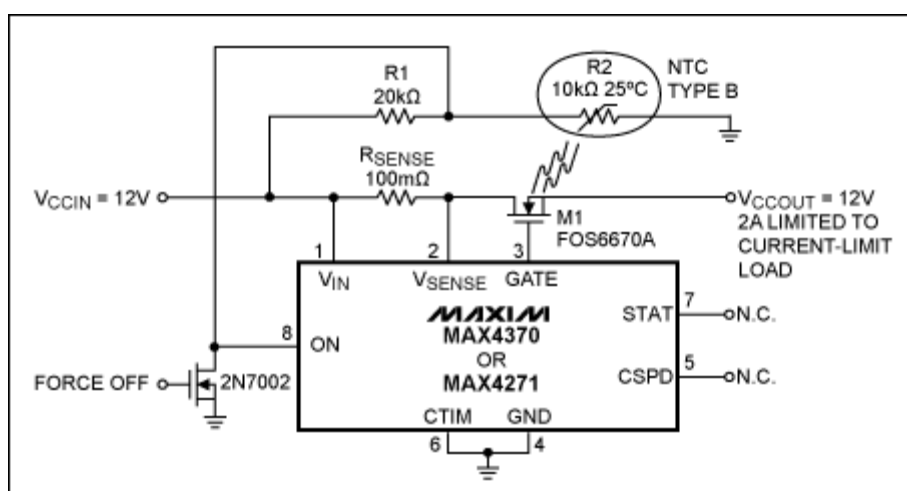 R1
20kΩ
R2
10kΩ 25ºC
NTC
TYPE B
RSENSE
100mΩ
VCCIN = 12V
VCCOUT = 12V
2A LIMITED TO
CURRENT-LIMIT
LOAD
M1
FOS6670A
1
2
3
VIN
VSENSE
GATE
MAXIM
MAX4370
OR
MAX4271
STAT
7
N.C.
8
ON
CSPD
5
N.C.
FORCE OFF
2N7002
CTIM
GND
6
4